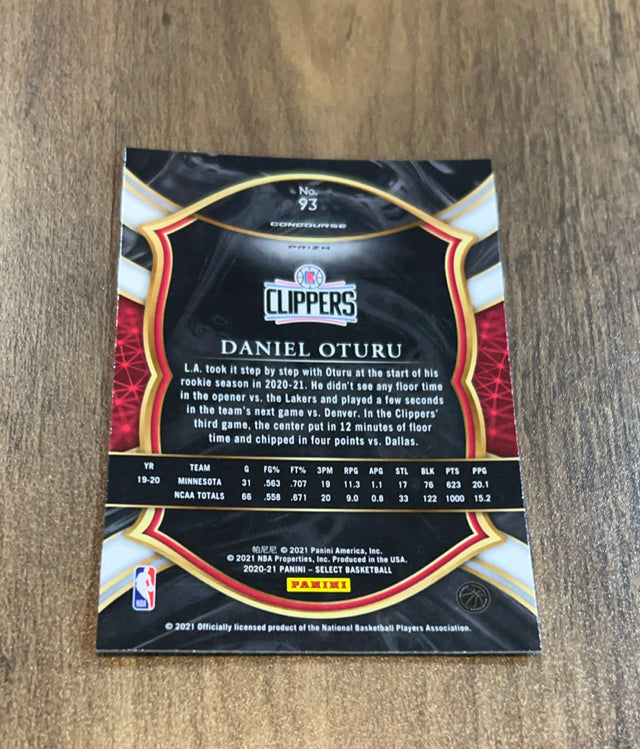 No.
93
CONCOURSE
PRIZM
CLIPPERS
DANIEL OTURU
L.A. took it step by step with Oturu at the start of his
rookie season in 2020-21. He didn't see any floor time
in the opener vs. the Lakers and played a few seconds
in the team's next game vs. Denver. In the Clippers'
third game, the center put in 12 minutes of floor
time and chipped in four points vs. Dallas.
YR TEAM G FG% FT% 3PM RPG APG STL BLK PTS PPG
19-20 MINNESOTA 31 .563 .707 19 11.3 1.1 17 76 623 20.1
NCAA TOTALS 66 .558 .671 20 9.0 0.8 33 122 1000 15.2
帕尼尼 © 2021 Panini America, Inc.
© 2021 NBA Properties, Inc. Produced in the USA.
2020-21 PANINI – SELECT BASKETBALL
PANINI
NBA
© 2021 Officially licensed product of the National Basketball Players Association.